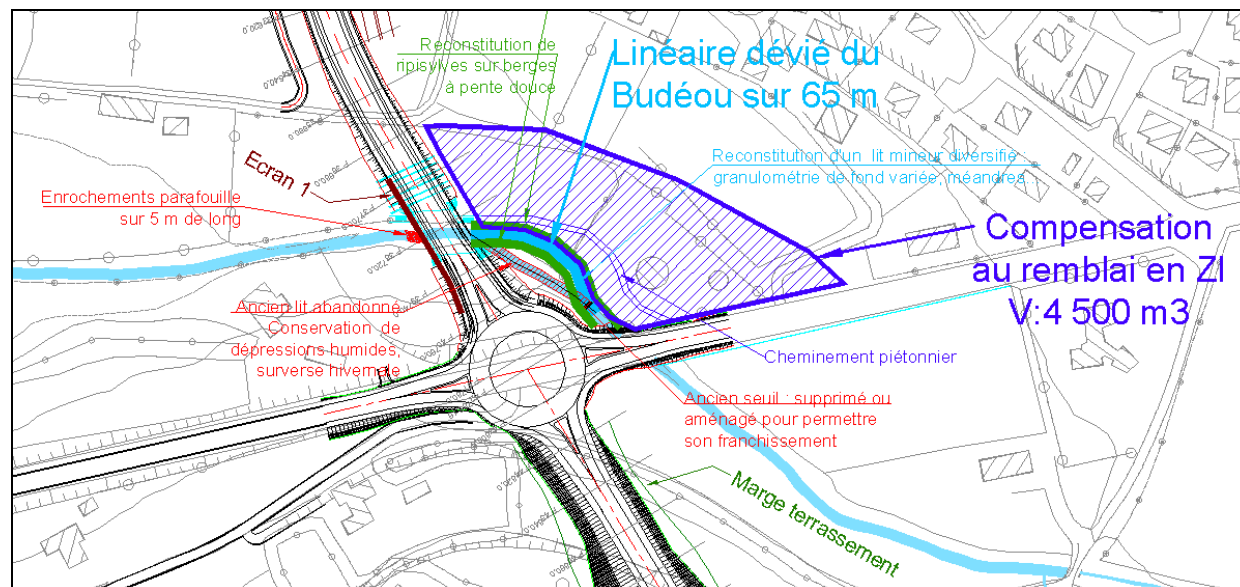 Reconstitution de
ripisylves sur berges
à pente douce
Linéaire dévié du
Budéou sur 65 m
Reconstitution d'un lit mineur diversifié :
granulométrie de fond variée, méandres...
Ecran 1
Enrochements parafouille
sur 5 m de long
Compensation
au remblai en ZI
V:4 500 m3
Ancien lit abandonné
Conservation de
dépressions humides,
surverse hivernale
Cheminement piétonnier
Ancien seuil : supprimé ou
aménagé pour permettre
son franchissement
Marge terrassement